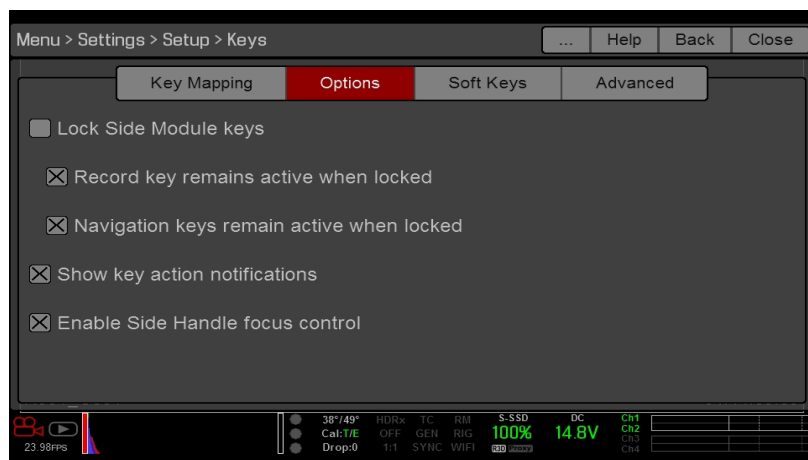 Menu > Settings > Setup > Keys ... Help Back Close
Key Mapping Options Soft Keys Advanced
Lock Side Module keys
Record key remains active when locked
Navigation keys remain active when locked
Show key action notifications
Enable Side Handle focus control
38°/49° HDRx TC RM S-SSD DC Ch1
Cal:T/E OFF GEN RIG 100% 14.8V Ch2
23.98FPS Drop:0 1:1 SYNC WIFI R3D Proxy Ch3
Ch4